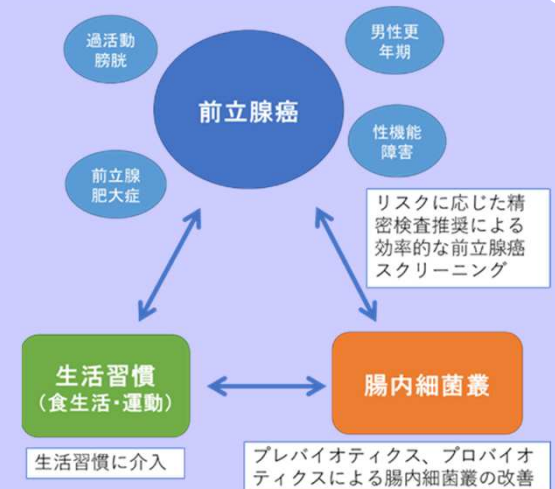 過活動
膀胱
男性更
年期
前立腺癌
性機能
障害
前立腺
肥大症
リスクに応じた精
密検査推奨による
効率的な前立腺癌
スクリーニング
生活習慣
（食生活・運動）
腸内細菌叢
生活習慣に介入
プレバイオティクス、プロバイオ
ティクスによる腸内細菌叢の改善